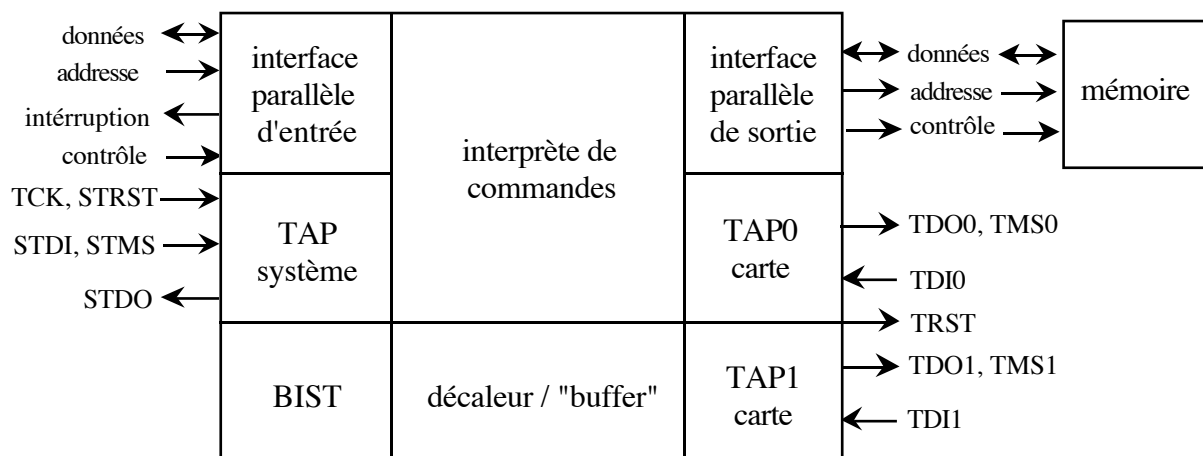 données
addresse
intérruption
contrôle
TCK, STRST
STDI, STMS
STDO
interface
parallèle
d'entrée
TAP
système
BIST
interprète de
commandes
décaleur / "buffer"
interface
parallèle
de sortie
TAP0
carte
TAP1
carte
données
addresse
contrôle
mémoire
TDO0, TMS0
TDI0
TRST
TDO1, TMS1
TDI1